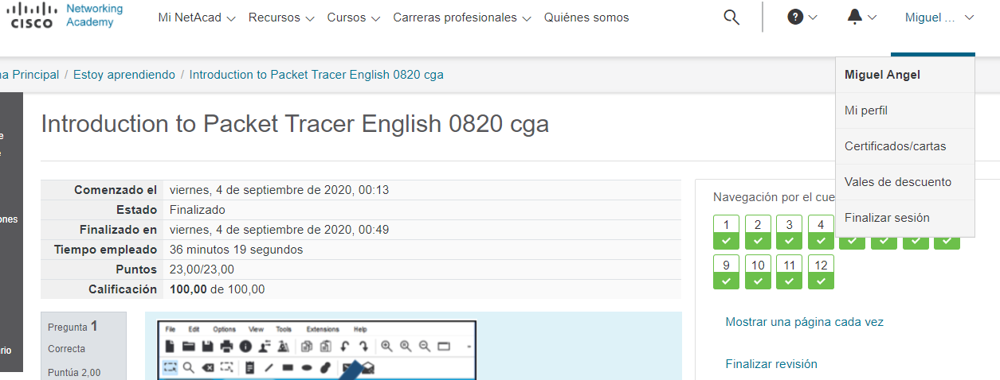 CISCO
Networking
Academy
Mi NetAcad
Recursos
Cursos
Carreras profesionales
Quiénes somos
?
Miguel ...
a Principal / Estoy aprendiendo / Introduction to Packet Tracer English 0820 cga
Miguel Angel
Mi perfil
Certificados/cartas
Vales de descuento
Finalizar sesión
e
ones
rio
Introduction to Packet Tracer English 0820 cga
Comenzado el viernes, 4 de septiembre de 2020, 00:13
Estado Finalizado
Finalizado en viernes, 4 de septiembre de 2020, 00:49
Tiempo empleado 36 minutos 19 segundos
Puntos 23,00/23,00
Calificación 100,00 de 100,00
Navegación por el cue
1 2 3 4
9 10 11 12
Mostrar una página cada vez
Finalizar revisión
Pregunta 1
Correcta
Puntúa 2,00
File Edit Options View Tools Extensions Help